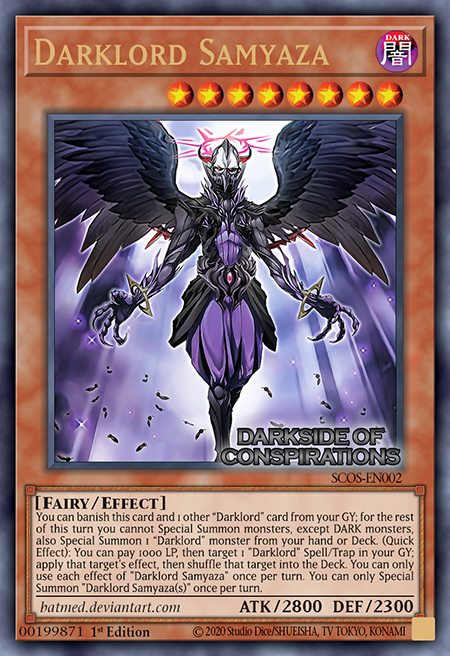 DARKLORD SAMYAZA
DARK
闇
DARKSIDE OF
CONSPIRATIONS
SCOS-EN002
[FAIRY/EFFECT]
You can banish this card and 1 other "Darklord" card from your GY; for the rest
of this turn you cannot Special Summon monsters, except DARK monsters,
also Special Summon 1 "Darklord" monster from your hand or Deck. (Quick
Effect): You can pay 1000 LP, then target 1 "Darklord" Spell/Trap in your GY;
apply that target's effect, then shuffle that target into the Deck. You can only
use each effect of "Darklord Samyaza" once per turn. You can only Special
Summon "Darklord Samyaza(s)" once per turn.
batmed.deviantart.com ATK/2800 DEF/2300
00199871 1st Edition ©2020 Studio Dice/SHUEISHA, TV TOKYO, KONAMI